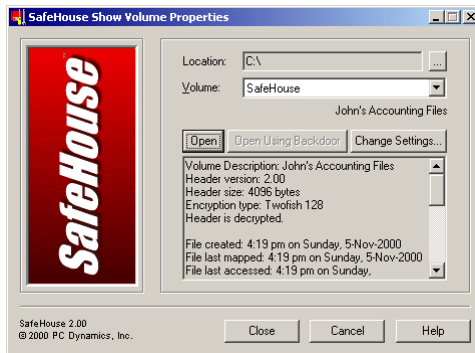 SafeHouse Show Volume Properties
SafeHouse
Location: C:\ ...
Volume: SafeHouse
John's Accounting Files
Open Open Using Backdoor Change Settings...
Volume Description: John's Accounting Files
Header version: 2.00
Header size: 4096 bytes
Encryption type: Twofish 128
Header is decrypted.
File created: 4:19 pm on Sunday, 5-Nov-2000
File last mapped: 4:19 pm on Sunday, 5-Nov-2000
File last accessed: 4:19 pm on Sunday,
SafeHouse 2.00
© 2000 PC Dynamics, Inc.
Close Cancel Help